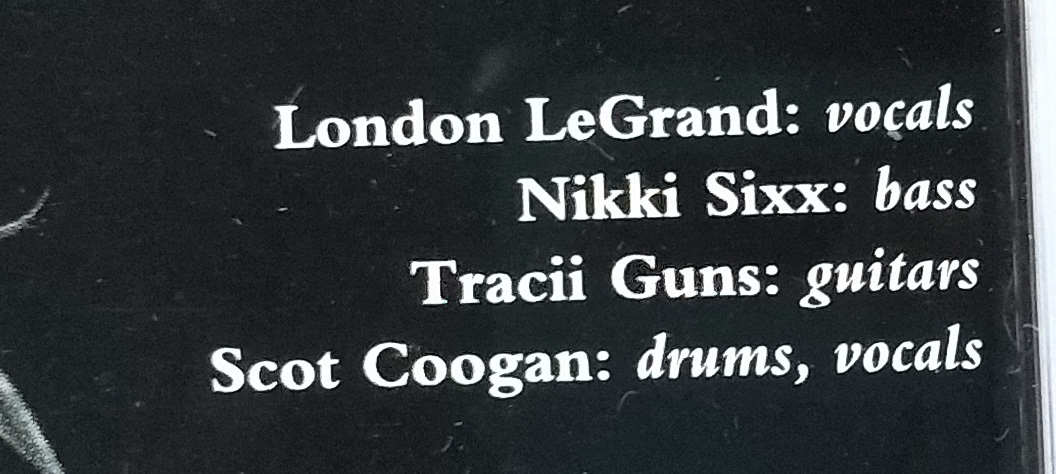 London LeGrand: vocals
Nikki Sixx: bass
Tracii Guns: guitars
Scot Coogan: drums, vocals